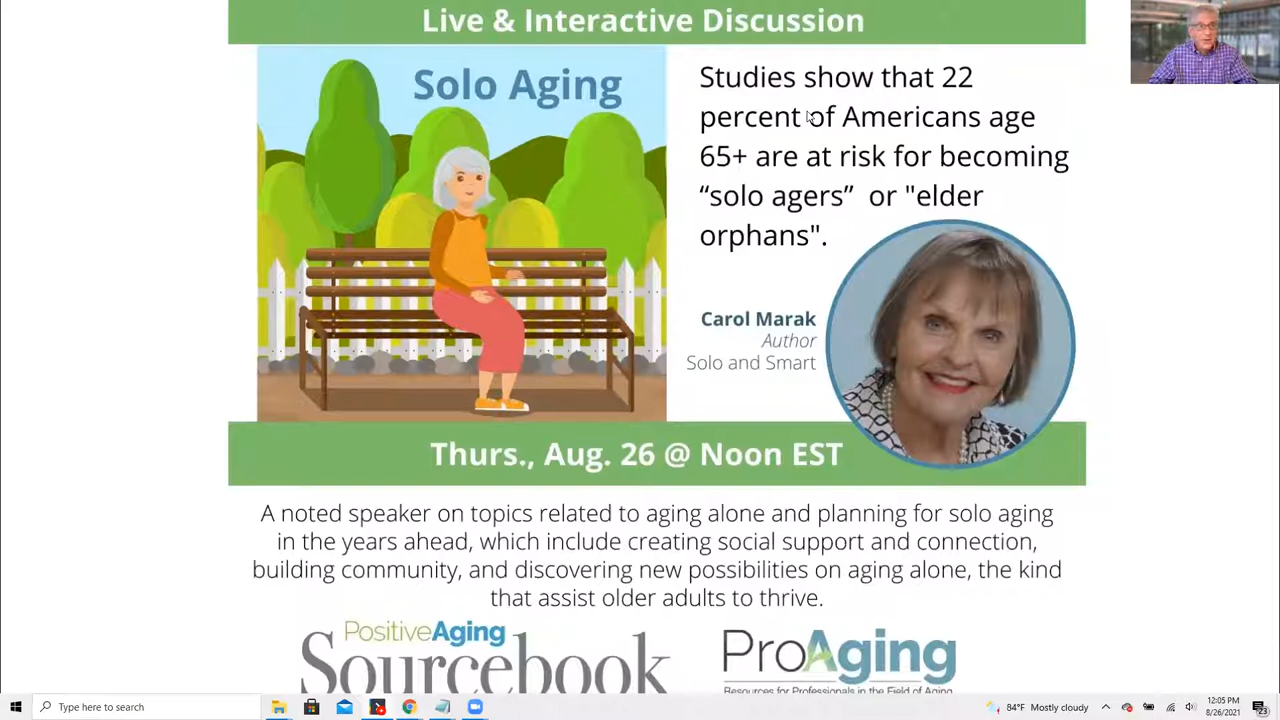 Live & Interactive Discussion
Solo Aging
Studies show that 22
percent of Americans age
65+ are at risk for becoming
“solo agers”  or "elder
orphans".
Carol Marak
Author
Solo and Smart
Thurs., Aug. 26 @ Noon EST
A noted speaker on topics related to aging alone and planning for solo aging
in the years ahead, which include creating social support and connection,
building community, and discovering new possibilities on aging alone, the kind
that assist older adults to thrive.
PositiveAging
Sourcebook
ProAging
Resources for Professionals in the Field of Aging
Type here to search
84°F Mostly cloudy
12:05 PM
8/26/2021
23